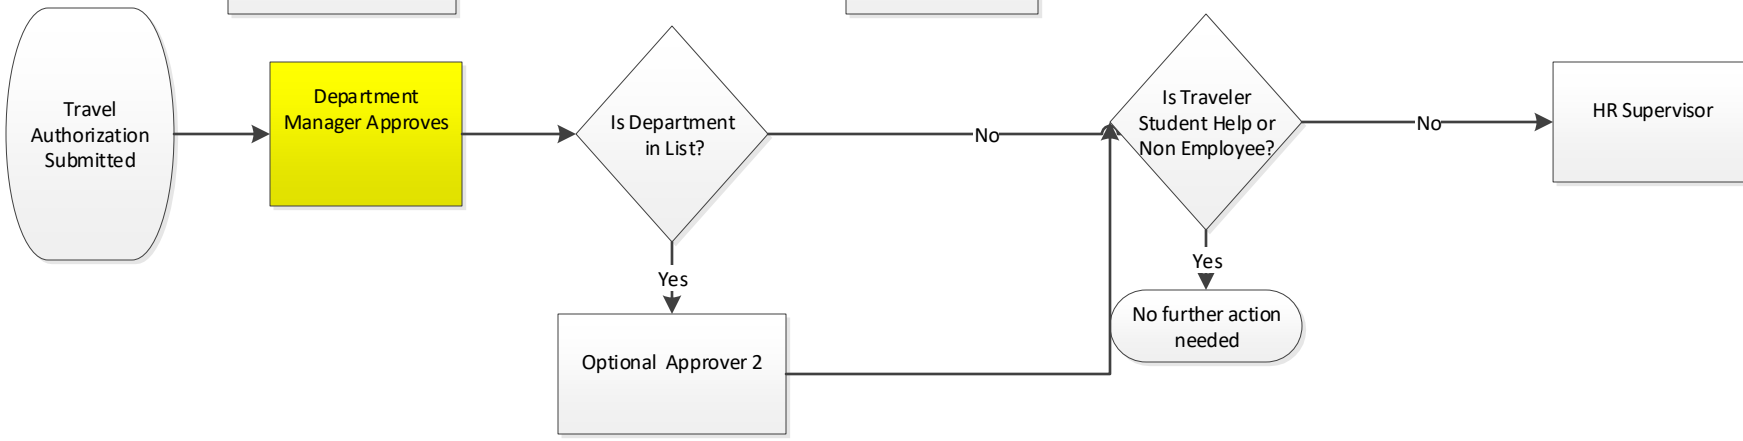 Travel
Authorization
Submitted
Department
Manager Approves
Is Department
in List?
No
Yes
Optional Approver 2
Is Traveler
Student Help or
Non Employee?
Yes
No further action
needed
No
HR Supervisor